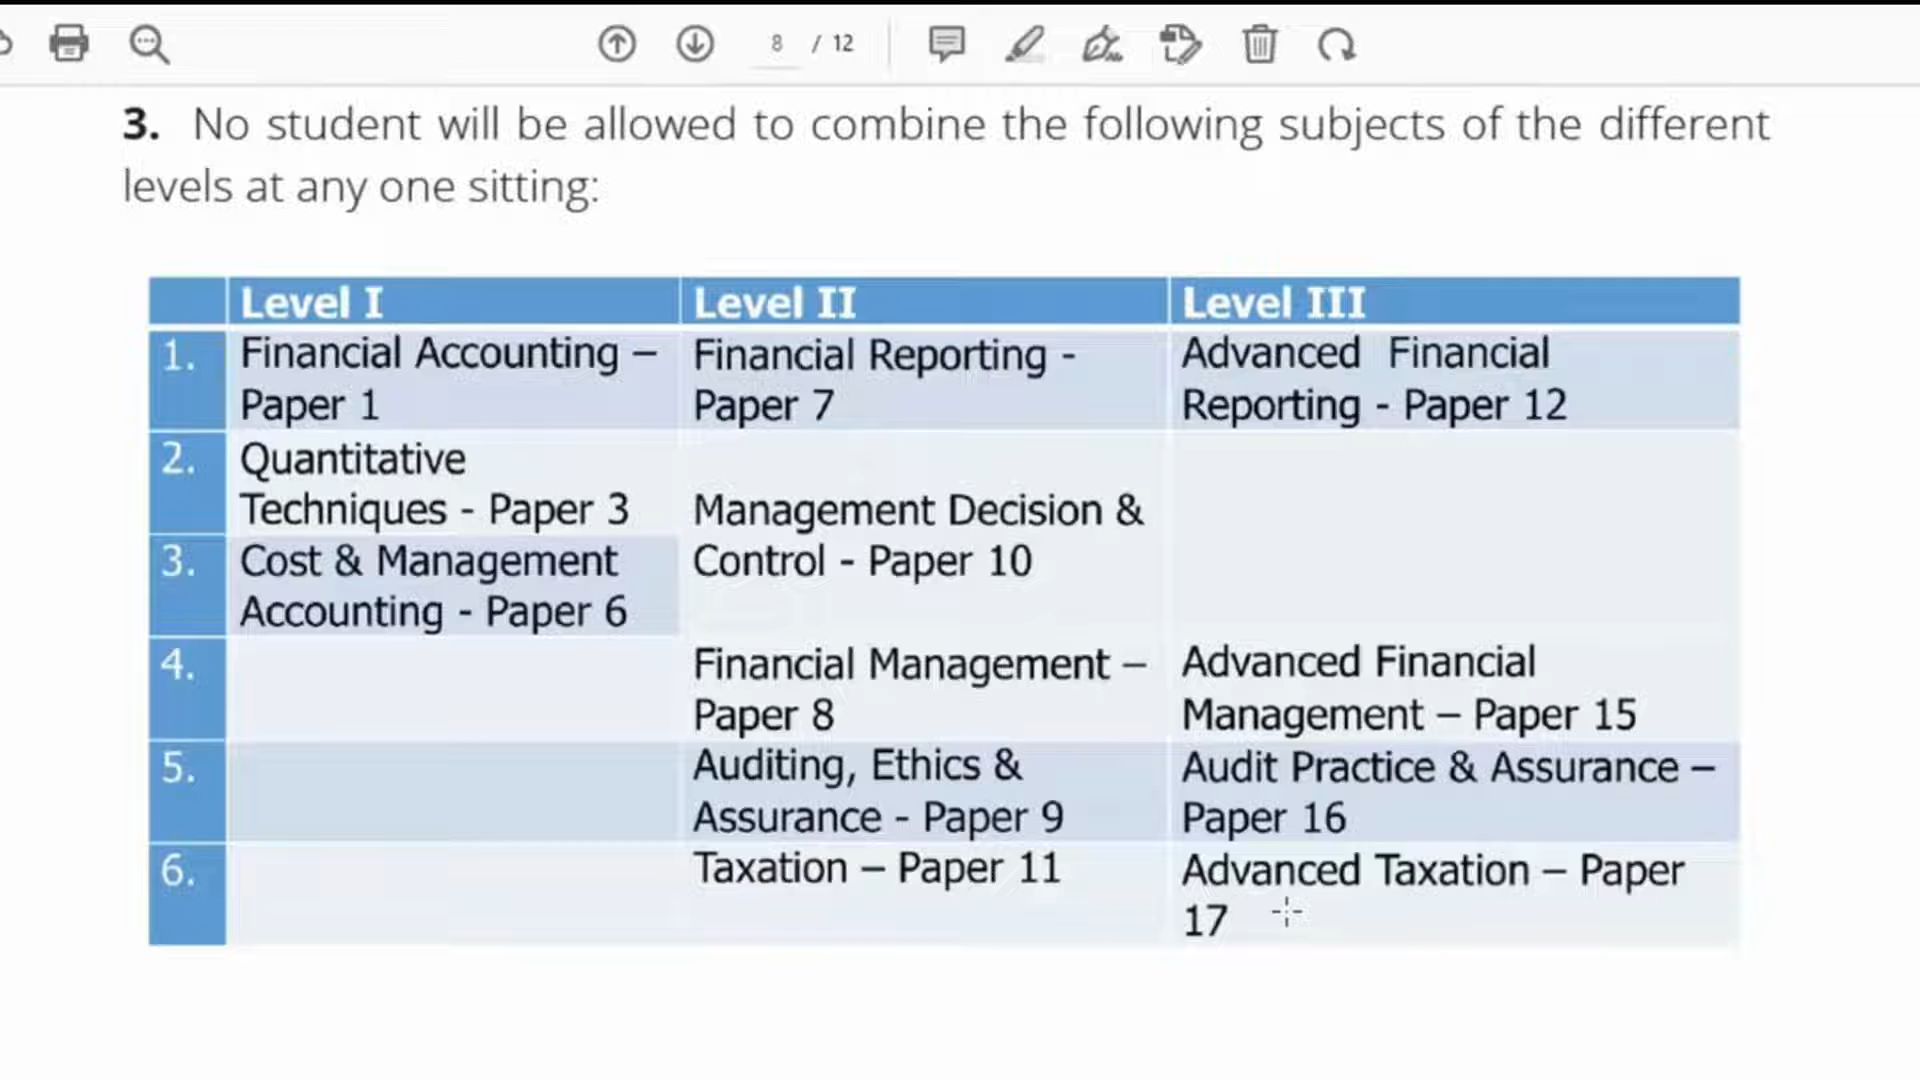 8 / 12
3. No student will be allowed to combine the following subjects of the different
levels at any one sitting:
Level I Level II Level III
1. Financial Accounting – Financial Reporting - Advanced Financial
Paper 1 Paper 7 Reporting - Paper 12
2. Quantitative
Techniques - Paper 3 Management Decision &
3. Cost & Management Control - Paper 10
Accounting - Paper 6
4. Financial Management – Advanced Financial
Paper 8 Management – Paper 15
5. Auditing, Ethics & Audit Practice & Assurance –
Assurance - Paper 9 Paper 16
6. Taxation – Paper 11 Advanced Taxation – Paper
17